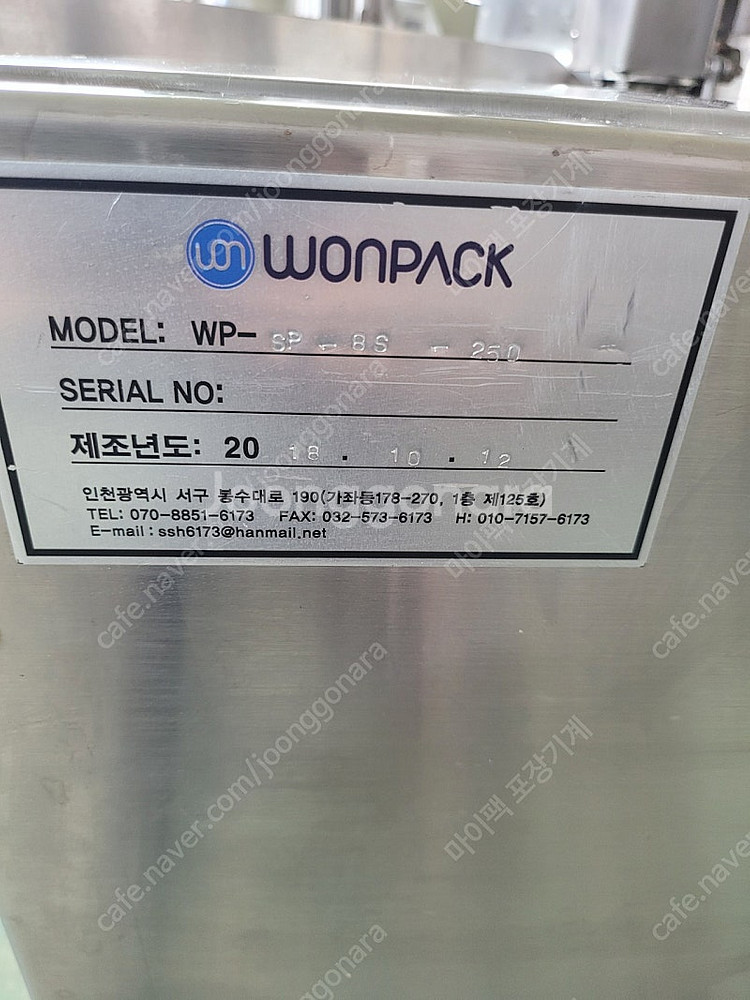 WONPACK
MODEL: WP- SP - 8S - 250
SERIAL NO:
제조년도: 20 18 . 10 . 12
인천광역시 서구 봉수대로 190(가좌동178-270, 1층 제125호)
TEL: 070-8851-6173 FAX: 032-573-6173 H: 010-7157-6173
E-mail : ssh6173@hanmail.net
cafe.naver.com/joonggonara
마이팩 포장기계
joonggonara